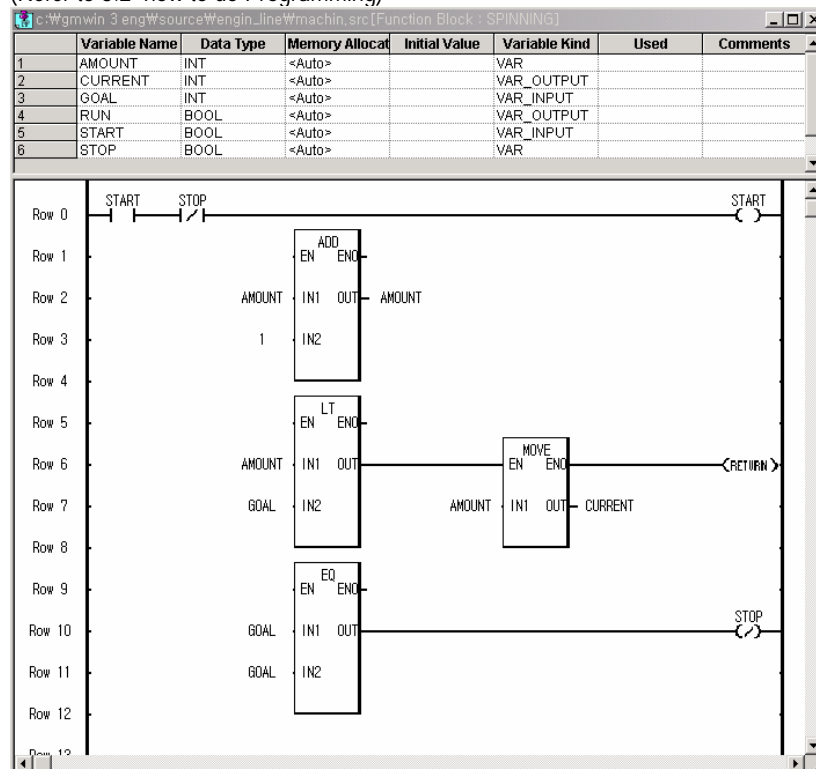 (Refer to 3.2 how to do Programming)
c:\gmwin 3 eng\source\engin_line\machin,src[Function Block : SPINNING]
Variable Name Data Type Memory Allocat Initial Value Variable Kind Used Comments
1 AMOUNT INT <Auto> VAR
2 CURRENT INT <Auto> VAR_OUTPUT
3 GOAL INT <Auto> VAR_INPUT
4 RUN BOOL <Auto> VAR_OUTPUT
5 START BOOL <Auto> VAR_INPUT
6 STOP BOOL <Auto> VAR
START STOP START
Row 0
ADD
Row 1 EN ENO
Row 2 AMOUNT IN1 OUT AMOUNT
Row 3 1 IN2
Row 4
LT
Row 5 EN ENO
MOVE
Row 6 AMOUNT IN1 OUT EN ENO RETURN
Row 7 GOAL IN2 AMOUNT IN1 OUT CURRENT
Row 8
EQ
Row 9 EN ENO
STOP
Row 10 GOAL IN1 OUT
Row 11 GOAL IN2
Row 12